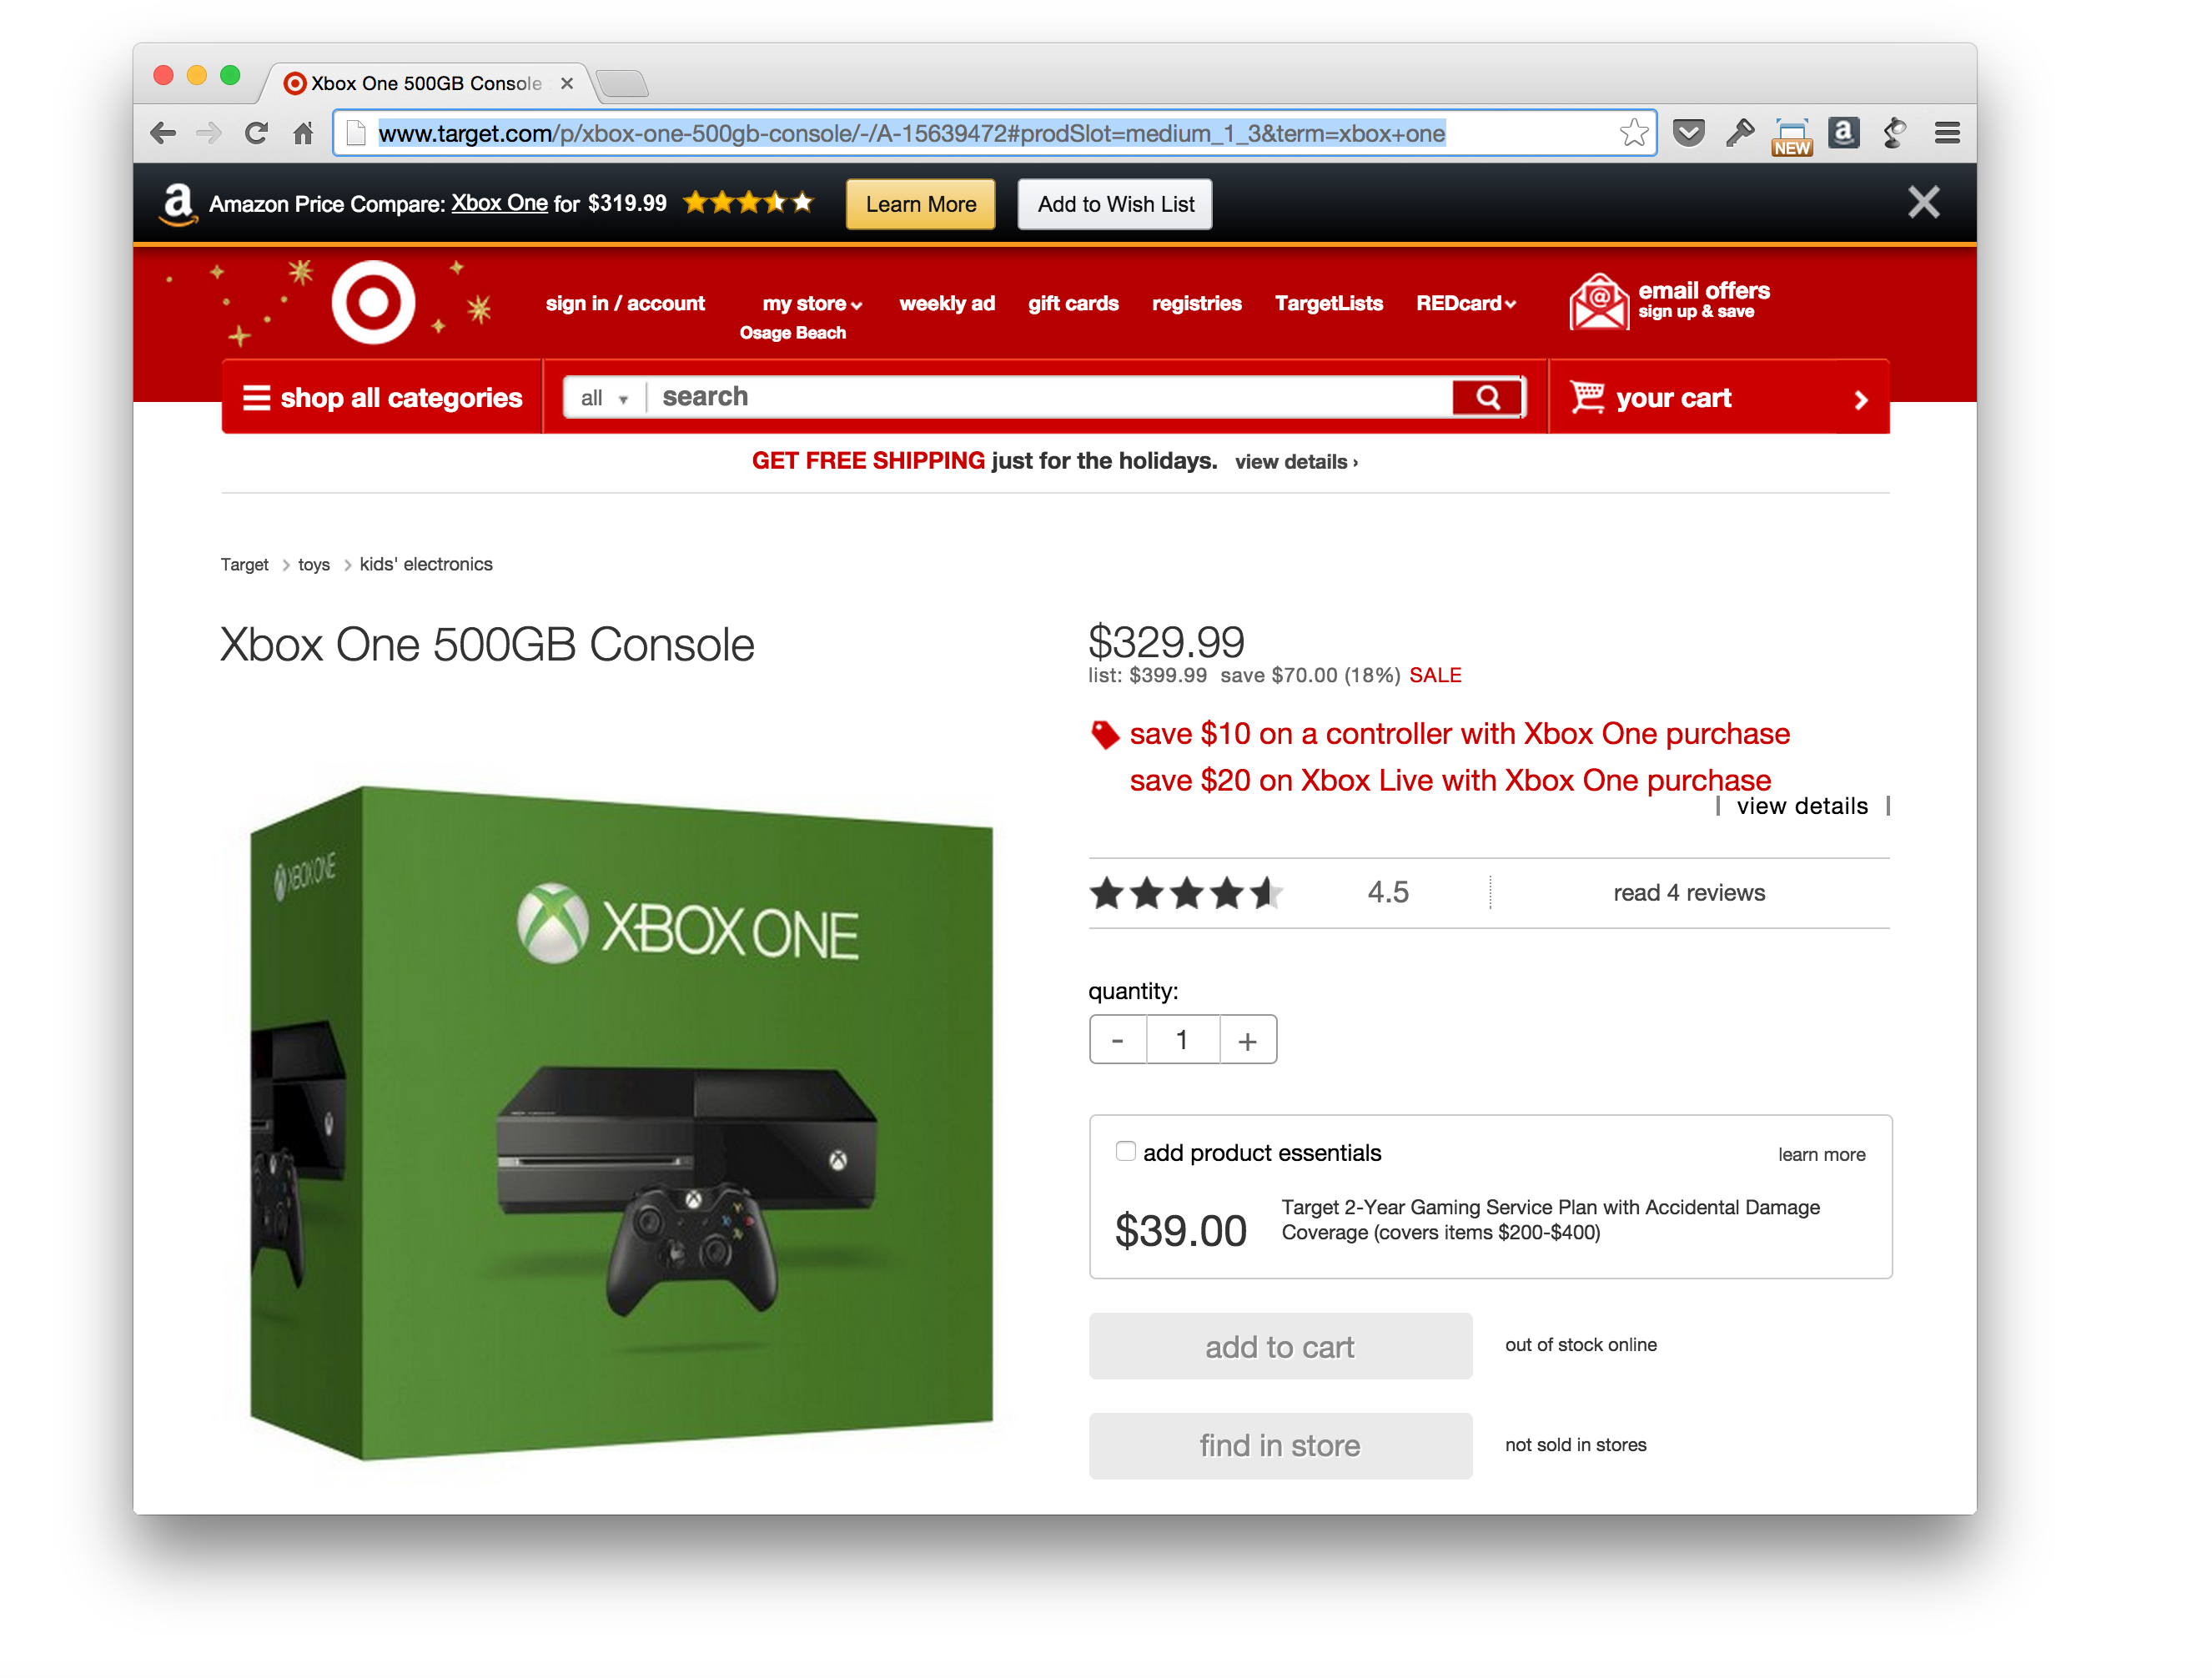 Xbox One 500GB Console
www.target.com/p/xbox-one-500gb-console/-/A-15639472#prodSlot=medium_1_3&term=xbox+one
NEW
a
a Amazon Price Compare: Xbox One for $319.99 Learn More Add to Wish List
sign in / account my store weekly ad gift cards registries TargetLists REDcard email offers
Osage Beach sign up & save
shop all categories all search your cart
GET FREE SHIPPING just for the holidays. view details ›
Target toys kids' electronics
Xbox One 500GB Console
$329.99
list: $399.99 save $70.00 (18%) SALE
save $10 on a controller with Xbox One purchase
save $20 on Xbox Live with Xbox One purchase
view details
4.5 read 4 reviews
XBOX ONE
XBOX ONE
quantity:
- 1 +
add product essentials learn more
$39.00 Target 2-Year Gaming Service Plan with Accidental Damage
Coverage (covers items $200-$400)
add to cart out of stock online
find in store not sold in stores